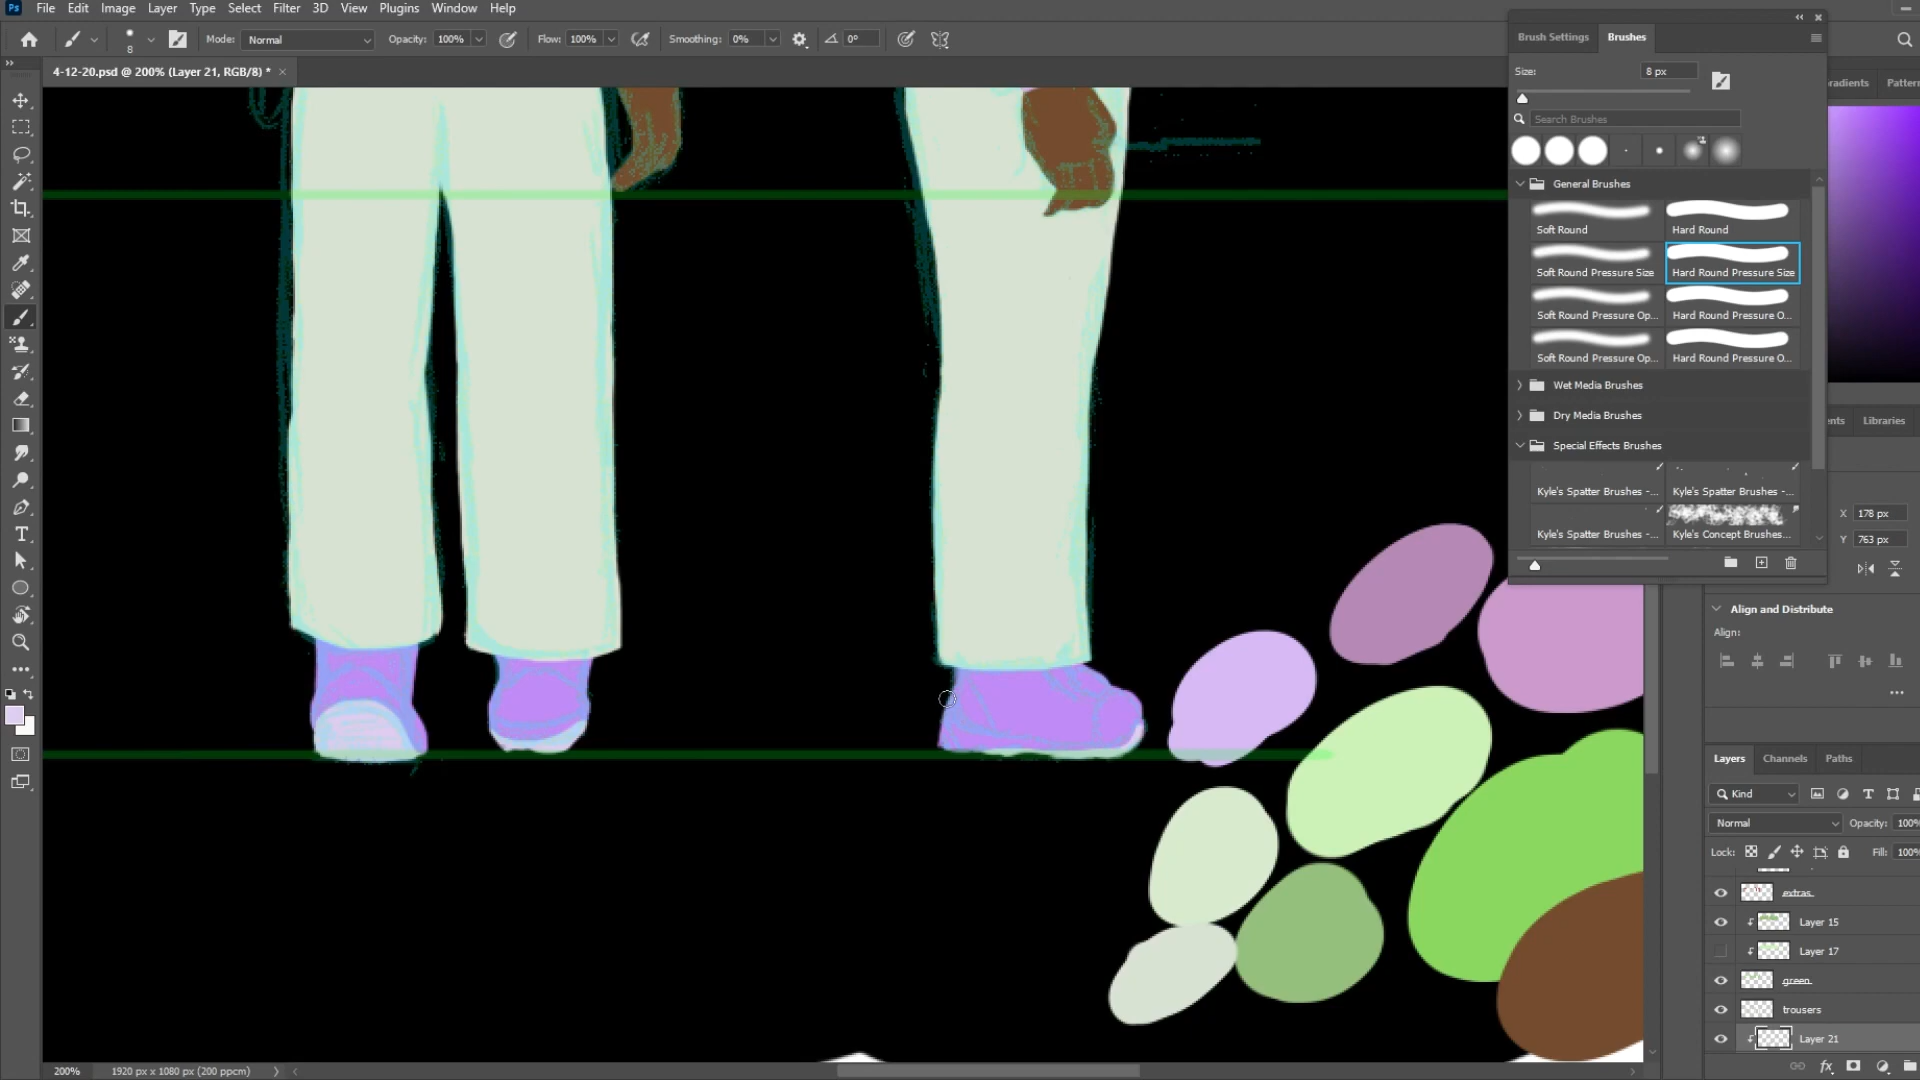 Ps File Edit Image Layer Type Select Filter 3D View Plugins Window Help
8 Mode: Normal Opacity: 100% Flow: 100% Smoothing: 0% 0°
4-12-20.psd @ 200% (Layer 21, RGB/8) *
Brush Settings Brushes
Size: 8 px
Search Brushes
General Brushes
Soft Round Hard Round
Soft Round Pressure Size Hard Round Pressure Size
Soft Round Pressure Op... Hard Round Pressure O...
Soft Round Pressure Op... Hard Round Pressure O...
Wet Media Brushes
Dry Media Brushes
Special Effects Brushes
Kyle's Spatter Brushes -... Kyle's Spatter Brushes -...
Kyle's Spatter Brushes -... Kyle's Concept Brushes...
Libraries
X 178 px
Y 763 px
Align and Distribute
Align:
Layers Channels Paths
Kind
Normal Opacity: 100%
Lock: Fill: 100%
extras
Layer 15
Layer 17
green
trousers
Layer 21
fx
200% 1920 px x 1080 px (200 ppcm)